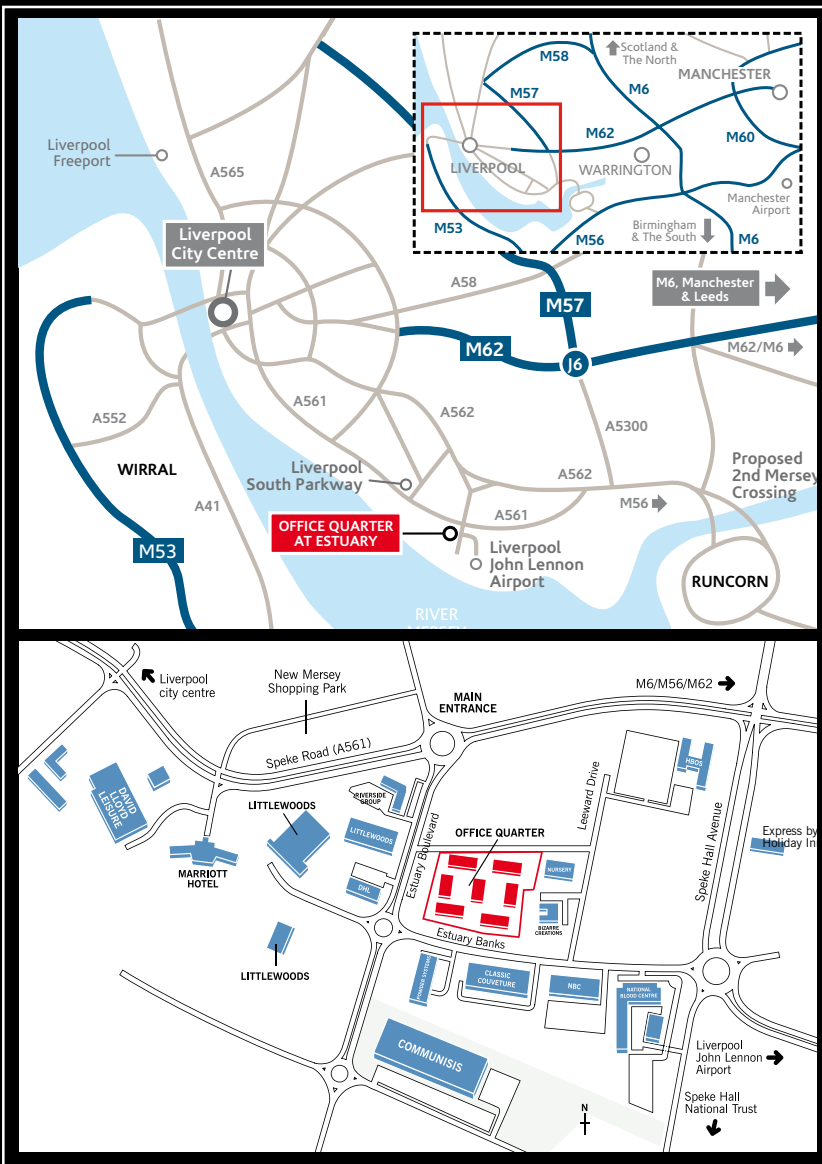 M58
Scotland &
The North
MANCHESTER
M57
M6
M62
M60
LIVERPOOL
WARRINGTON
Manchester
Airport
M53
Birmingham
& The South
M56
M6
Liverpool
Freeport
A565
Liverpool
City Centre
A58
M57
M6, Manchester
& Leeds
M62
J6
M62/M6
A552
A561
A562
A5300
WIRRAL
Liverpool
South Parkway
A562
Proposed
2nd Mersey
Crossing
A41
M56
A561
OFFICE QUARTER
AT ESTUARY
M53
Liverpool
John Lennon
Airport
RUNCORN
RIVER
MERSEY
Liverpool
city centre
New Mersey
Shopping Park
MAIN
ENTRANCE
M6/M56/M62
Speke Road (A561)
HBOS
DAVID
LLOYD
LEISURE
RIVERSIDE
GROUP
Leeward Drive
LITTLEWOODS
LITTLEWOODS
Estuary Boulevard
OFFICE QUARTER
Speke Hall Avenue
Express by
Holiday Inn
MARRIOTT
HOTEL
NURSERY
DHL
BIZARRE
CREATIONS
Estuary Banks
LITTLEWOODS
POWDER SYSTEMS
CLASSIC
COUVETURE
NBC
NATIONAL
BLOOD CENTRE
COMMUNISIS
Liverpool
John Lennon
Airport
N
Speke Hall
National Trust